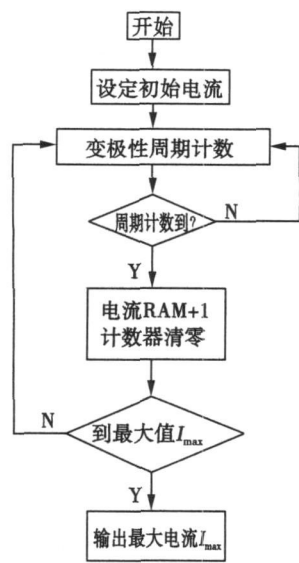 开始
设定初始电流
变极性周期计数
周期计数到?
N
Y
电流RAM+1
计数器清零
N
到最大值Imax
Y
输出最大电流Imax